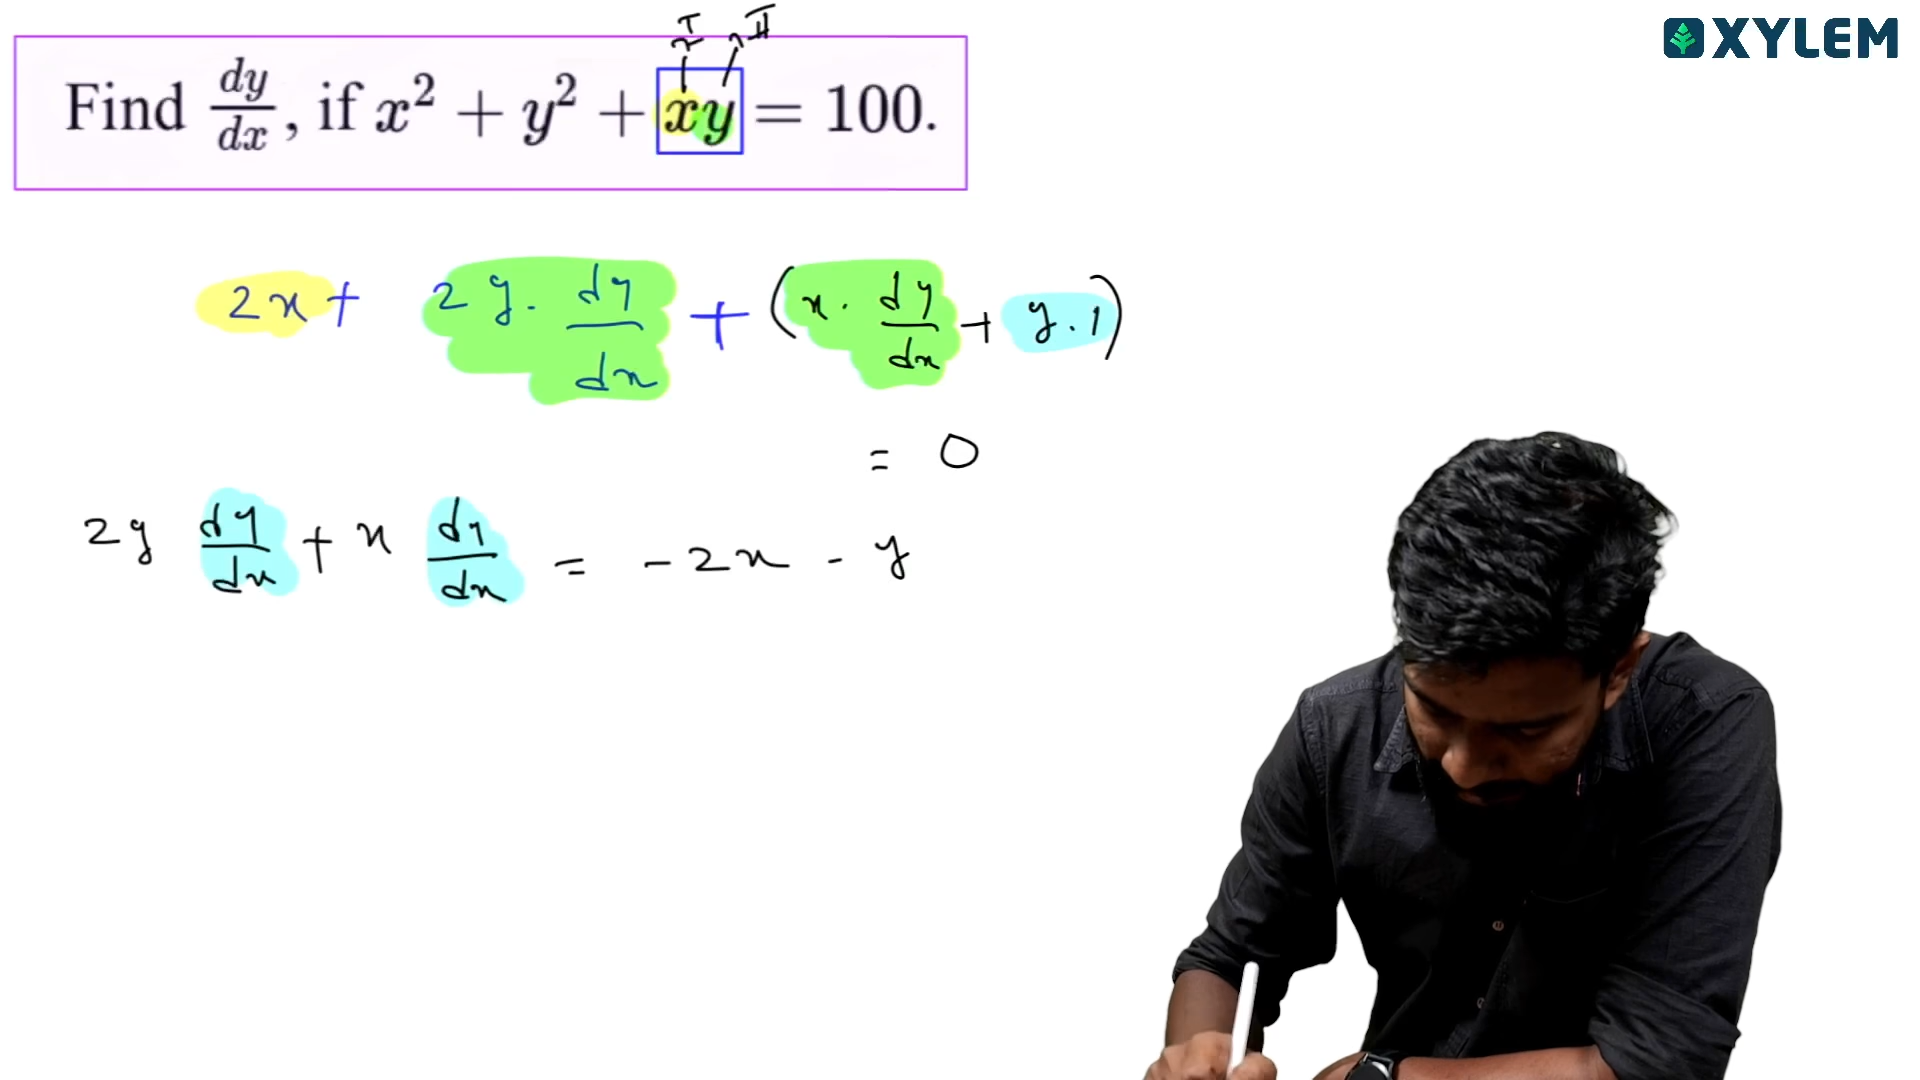 XYLEM
I II
Find dy/dx, if x² + y² + xy = 100.
2x + 2y. dy/dx + (x. dy/dx + y.1)
= 0
2y dy/dx + x dy/dx = -2x - y